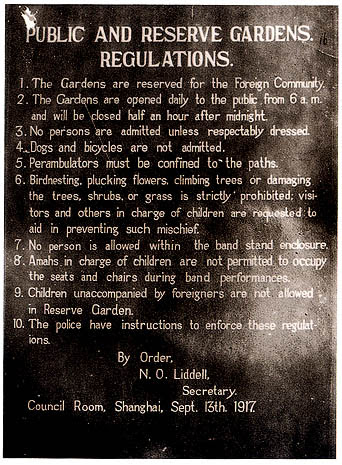 PUBLIC AND RESERVE GARDENS.
REGULATIONS.
1. The Gardens are reserved for the Foreign Community.
2. The Gardens are opened daily to the public, from 6 a.m.
and will be closed half an hour after midnight.
3. No persons are admitted unless respectably dressed.
4. Dogs and bicycles are not admitted.
5. Perambulators must be confined to the paths.
6. Birdnesting, plucking flowers, climbing trees or damaging
the trees, shrubs, or grass is strictly prohibited; visi-
tors and others in charge of children are requested to
aid in preventing such mischief.
7. No person is allowed within the band stand enclosure.
8. Amahs in charge of children are not permitted to occupy
the seats and chairs during band performances.
9. Children unaccompanied by foreigners are not allowed
in Reserve Garden.
10. The police have instructions to enforce these regulat-
ions.
By Order,
N. O. Liddell,
Secretary.
Council Room, Shanghai, Sept. 13th. 1917.